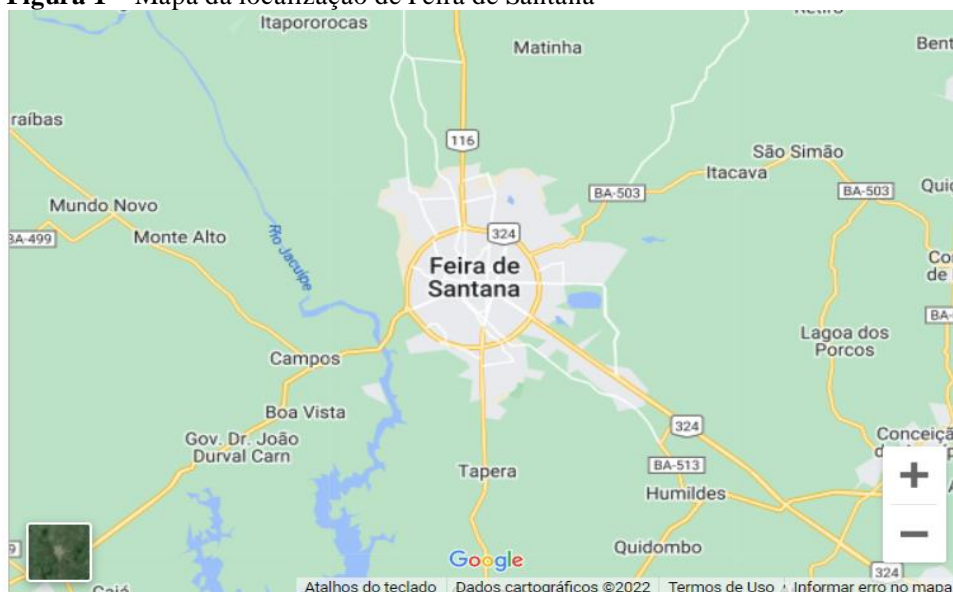 Figura 1 - Mapa da localização de Feira de Santana
Itapororocas
Matinha
116
São Simão
Itacava
BA-503
BA-503
Mundo Novo
BA-499
Monte Alto
Rio Jacuípe
324
Feira de
Santana
Lagoa dos
Porcos
Campos
Boa Vista
Gov. Dr. João
Durval Carn
324
Tapera
BA-513
Humildes
Quidombo
324
Google
Atalhos do teclado
Dados cartográficos ©2022
Termos de Uso
Informar erro no mapa